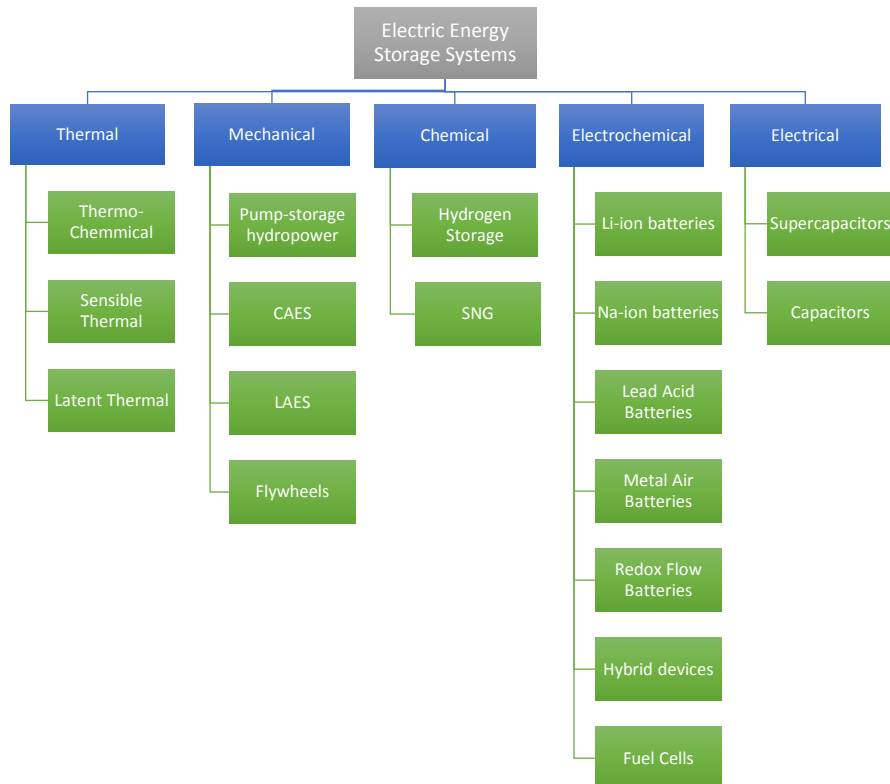 Electric Energy
Storage Systems
Thermal
Mechanical
Chemical
Electrochemical
Electrical
Thermo-
Chemmical
Sensible
Thermal
Latent Thermal
Pump-storage
hydropower
CAES
LAES
Flywheels
Hydrogen
Storage
SNG
Li-ion batteries
Na-ion batteries
Lead Acid
Batteries
Metal Air
Batteries
Redox Flow
Batteries
Hybrid devices
Fuel Cells
Supercapacitors
Capacitors